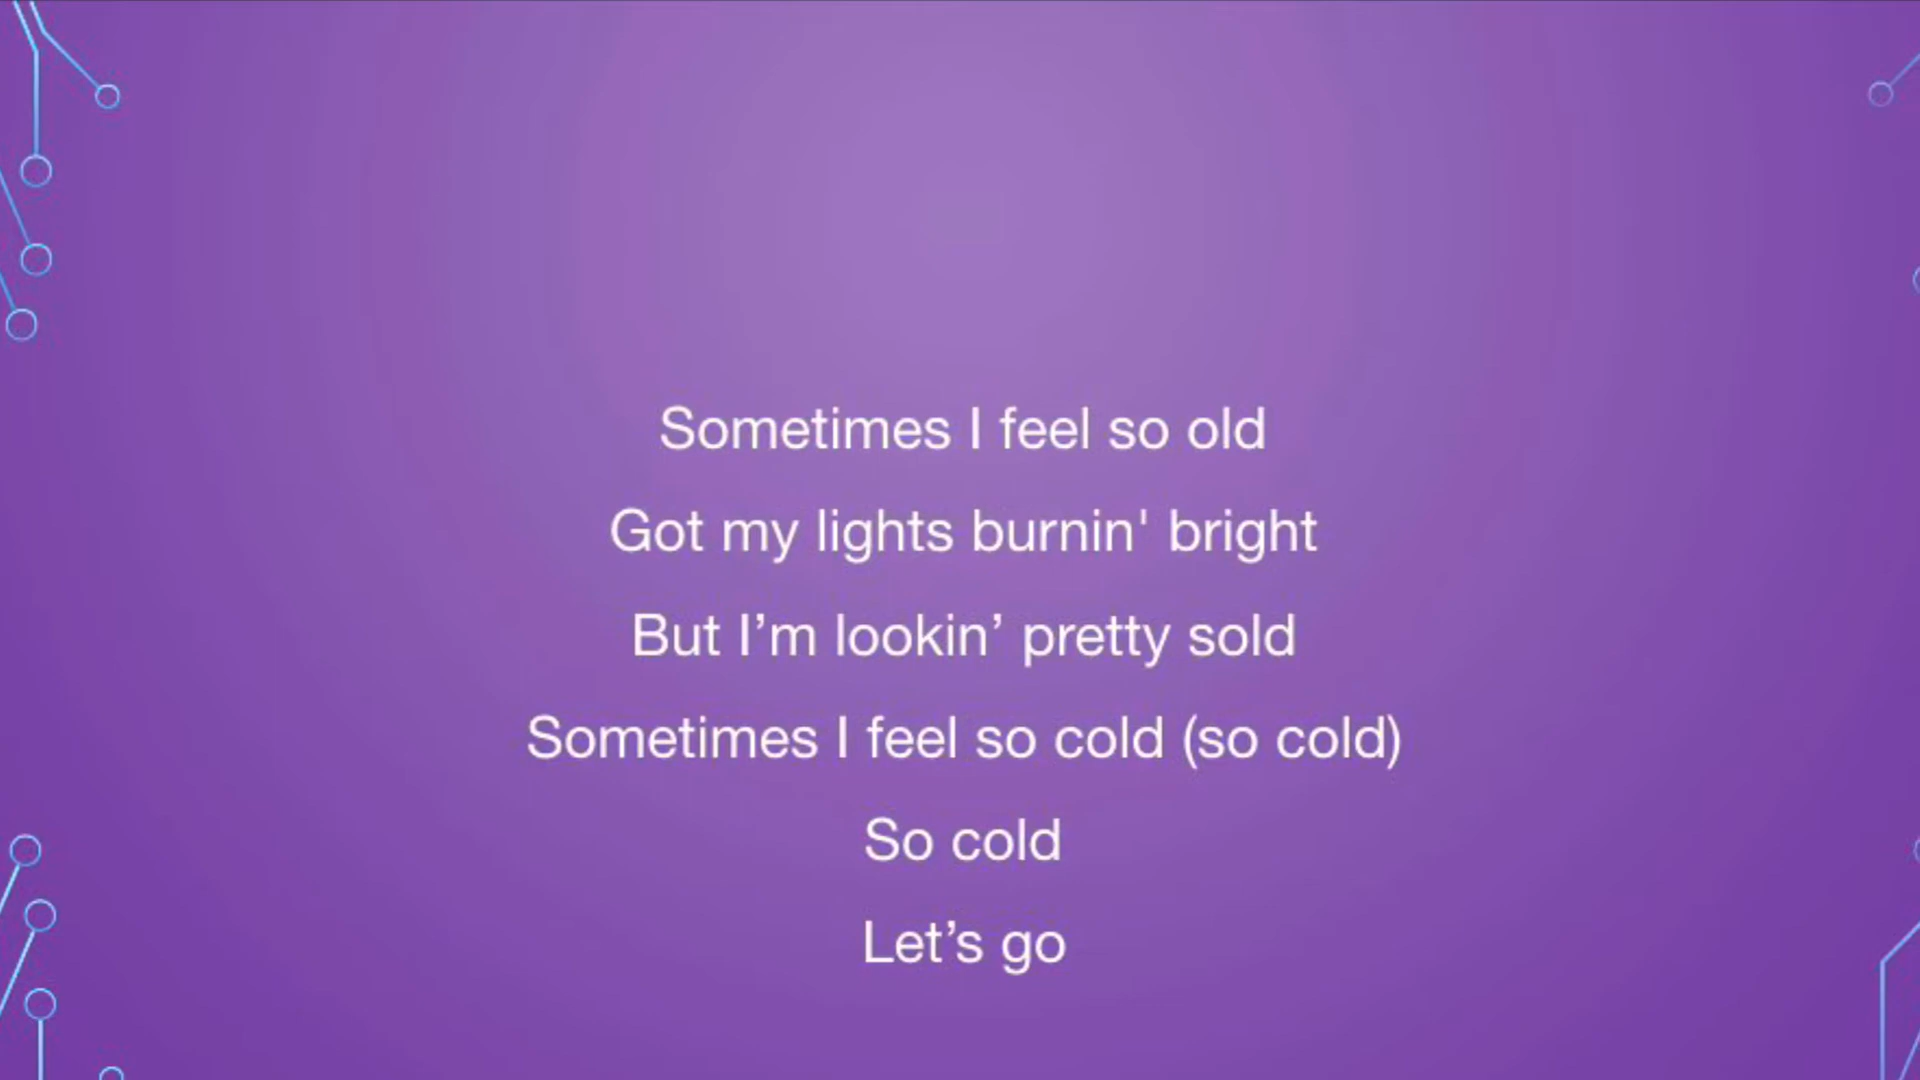 Sometimes I feel so old
Got my lights burnin' bright
But I’m lookin’ pretty sold
Sometimes I feel so cold (so cold)
So cold
Let’s go